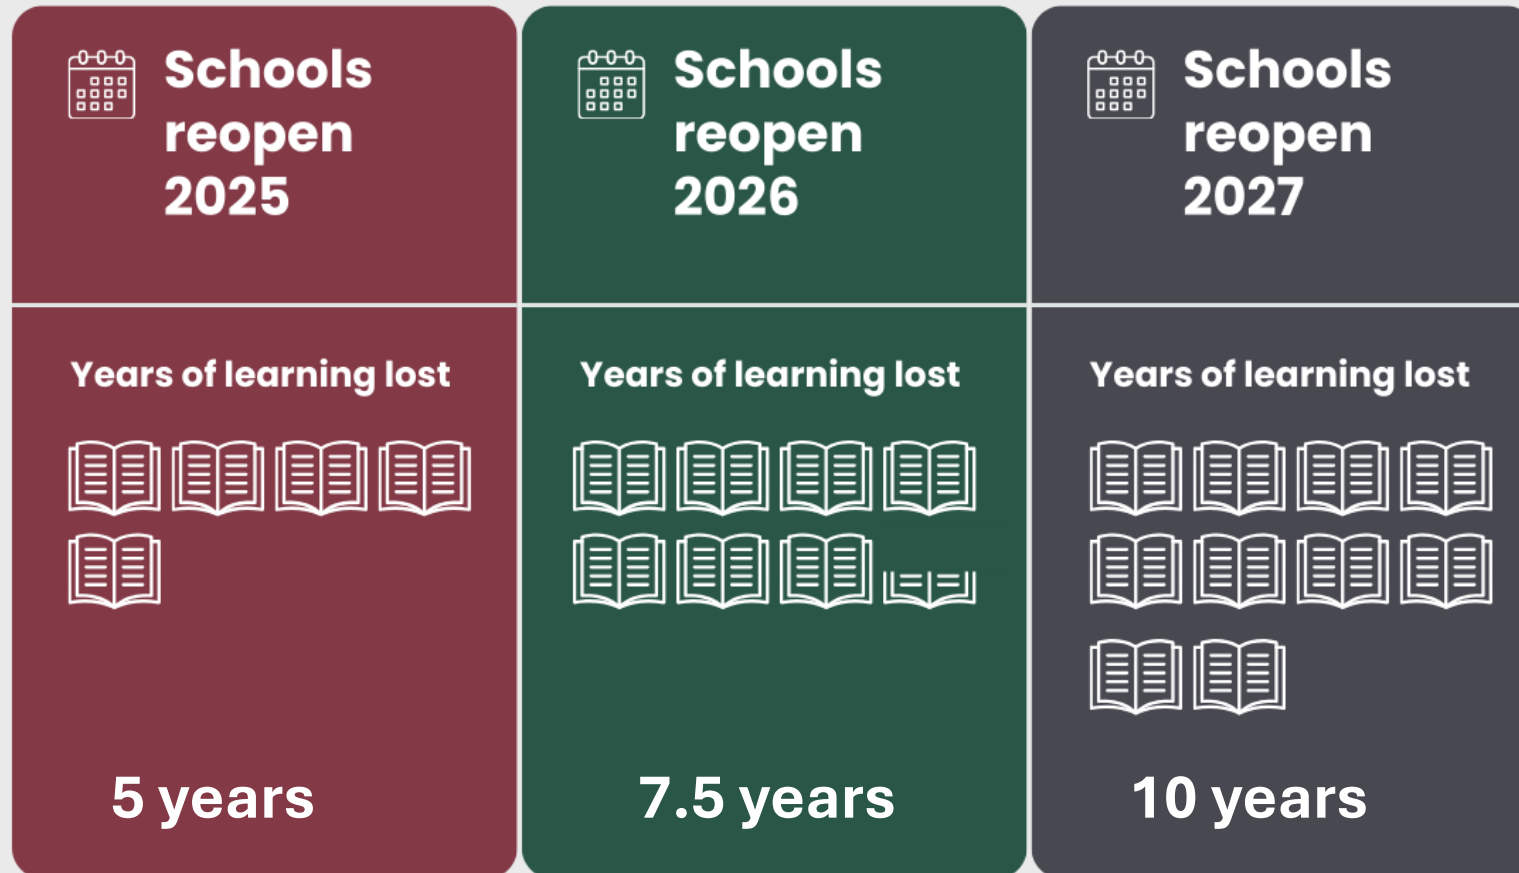 Schools
reopen
2025
Years of learning lost
5 years
Schools
reopen
2026
Years of learning lost
7.5 years
Schools
reopen
2027
Years of learning lost
10 years